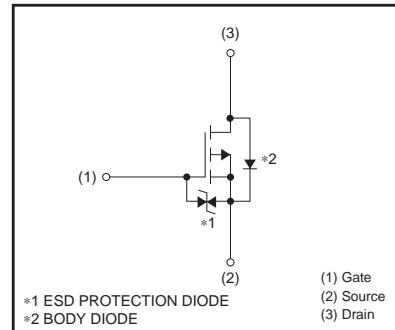 (3)
∗2
(1)
∗1
(2)
∗1 ESD PROTECTION DIODE
∗2 BODY DIODE
(1) Gate
(2) Source
(3) Drain